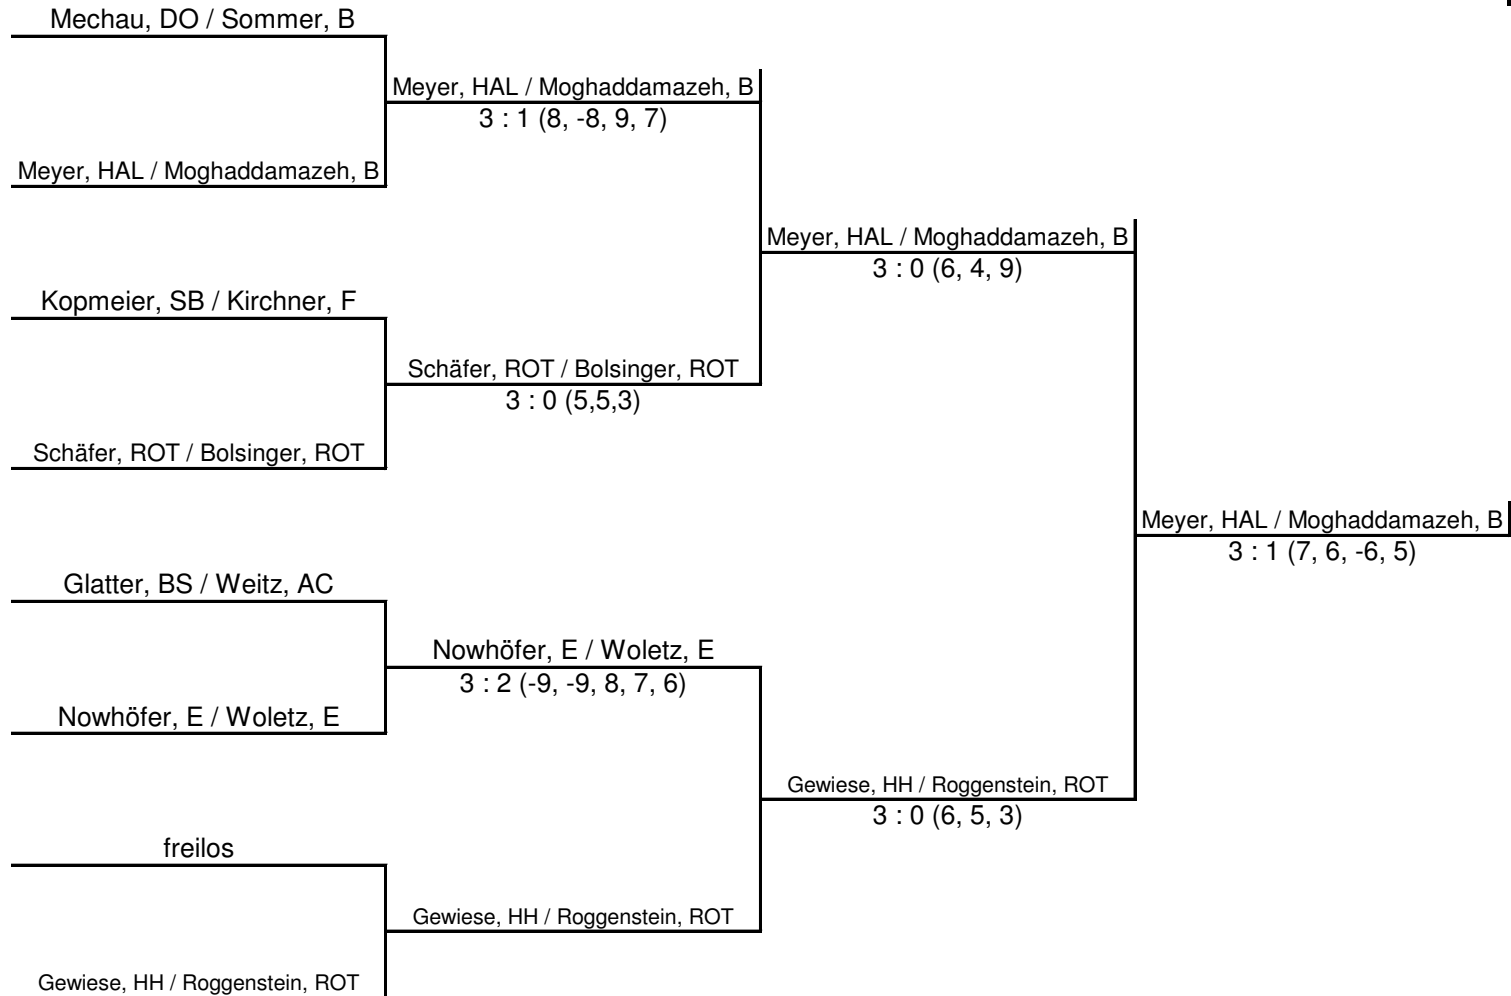 Mechau, DO / Sommer, B
Meyer, HAL / Moghaddamazeh, B
3 : 1 (8, -8, 9, 7)
Meyer, HAL / Moghaddamazeh, B
Meyer, HAL / Moghaddamazeh, B
3 : 0 (6, 4, 9)
Kopmeier, SB / Kirchner, F
Schäfer, ROT / Bolsinger, ROT
3 : 0 (5,5,3)
Schäfer, ROT / Bolsinger, ROT
Meyer, HAL / Moghaddamazeh, B
3 : 1 (7, 6, -6, 5)
Glatter, BS / Weitz, AC
Nowhöfer, E / Woletz, E
3 : 2 (-9, -9, 8, 7, 6)
Nowhöfer, E / Woletz, E
Gewiese, HH / Roggenstein, ROT
3 : 0 (6, 5, 3)
freilos
Gewiese, HH / Roggenstein, ROT
Gewiese, HH / Roggenstein, ROT